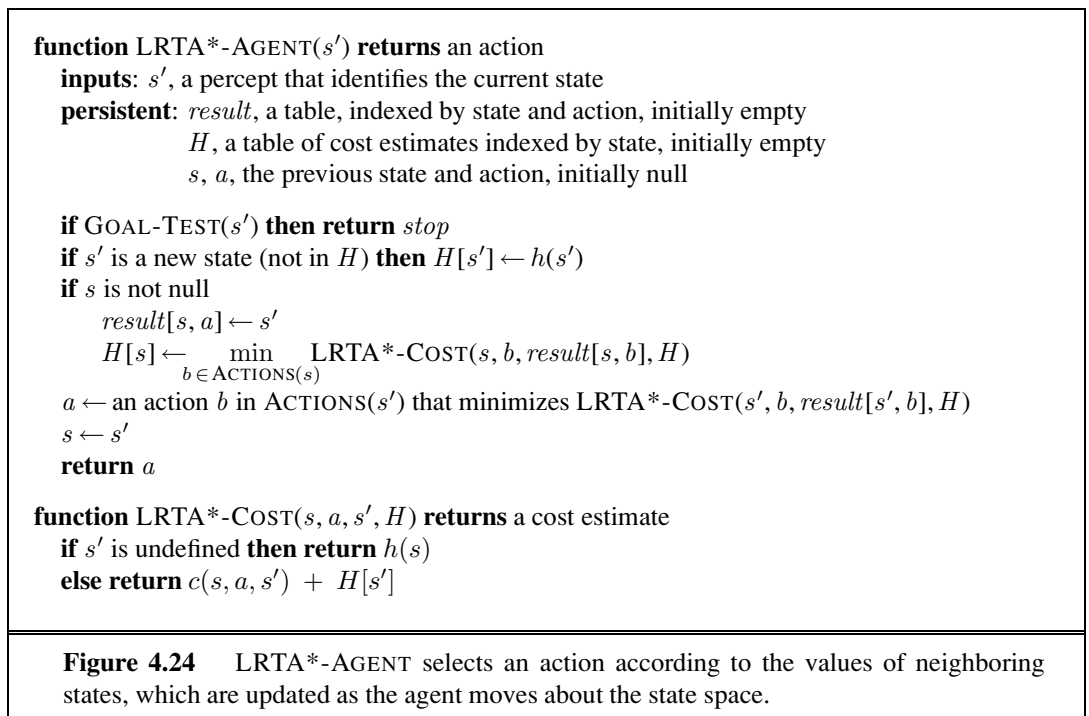 function LRTA*-AGENT(s′) returns an action
inputs: s′, a percept that identifies the current state
persistent: result, a table, indexed by state and action, initially empty
H, a table of cost estimates indexed by state, initially empty
s, a, the previous state and action, initially null
if GOAL-TEST(s′) then return stop
if s′ is a new state (not in H) then H[s′] ← h(s′)
if s is not null
result[s, a] ← s′
H[s] ← min LRTA*-COST(s, b, result[s, b], H)
b ∈ ACTIONS(s)
a ← an action b in ACTIONS(s′) that minimizes LRTA*-COST(s′, b, result[s′, b], H)
s ← s′
return a
function LRTA*-COST(s, a, s′, H) returns a cost estimate
if s′ is undefined then return h(s)
else return c(s, a, s′) + H[s′]
Figure 4.24 LRTA*-AGENT selects an action according to the values of neighboring
states, which are updated as the agent moves about the state space.